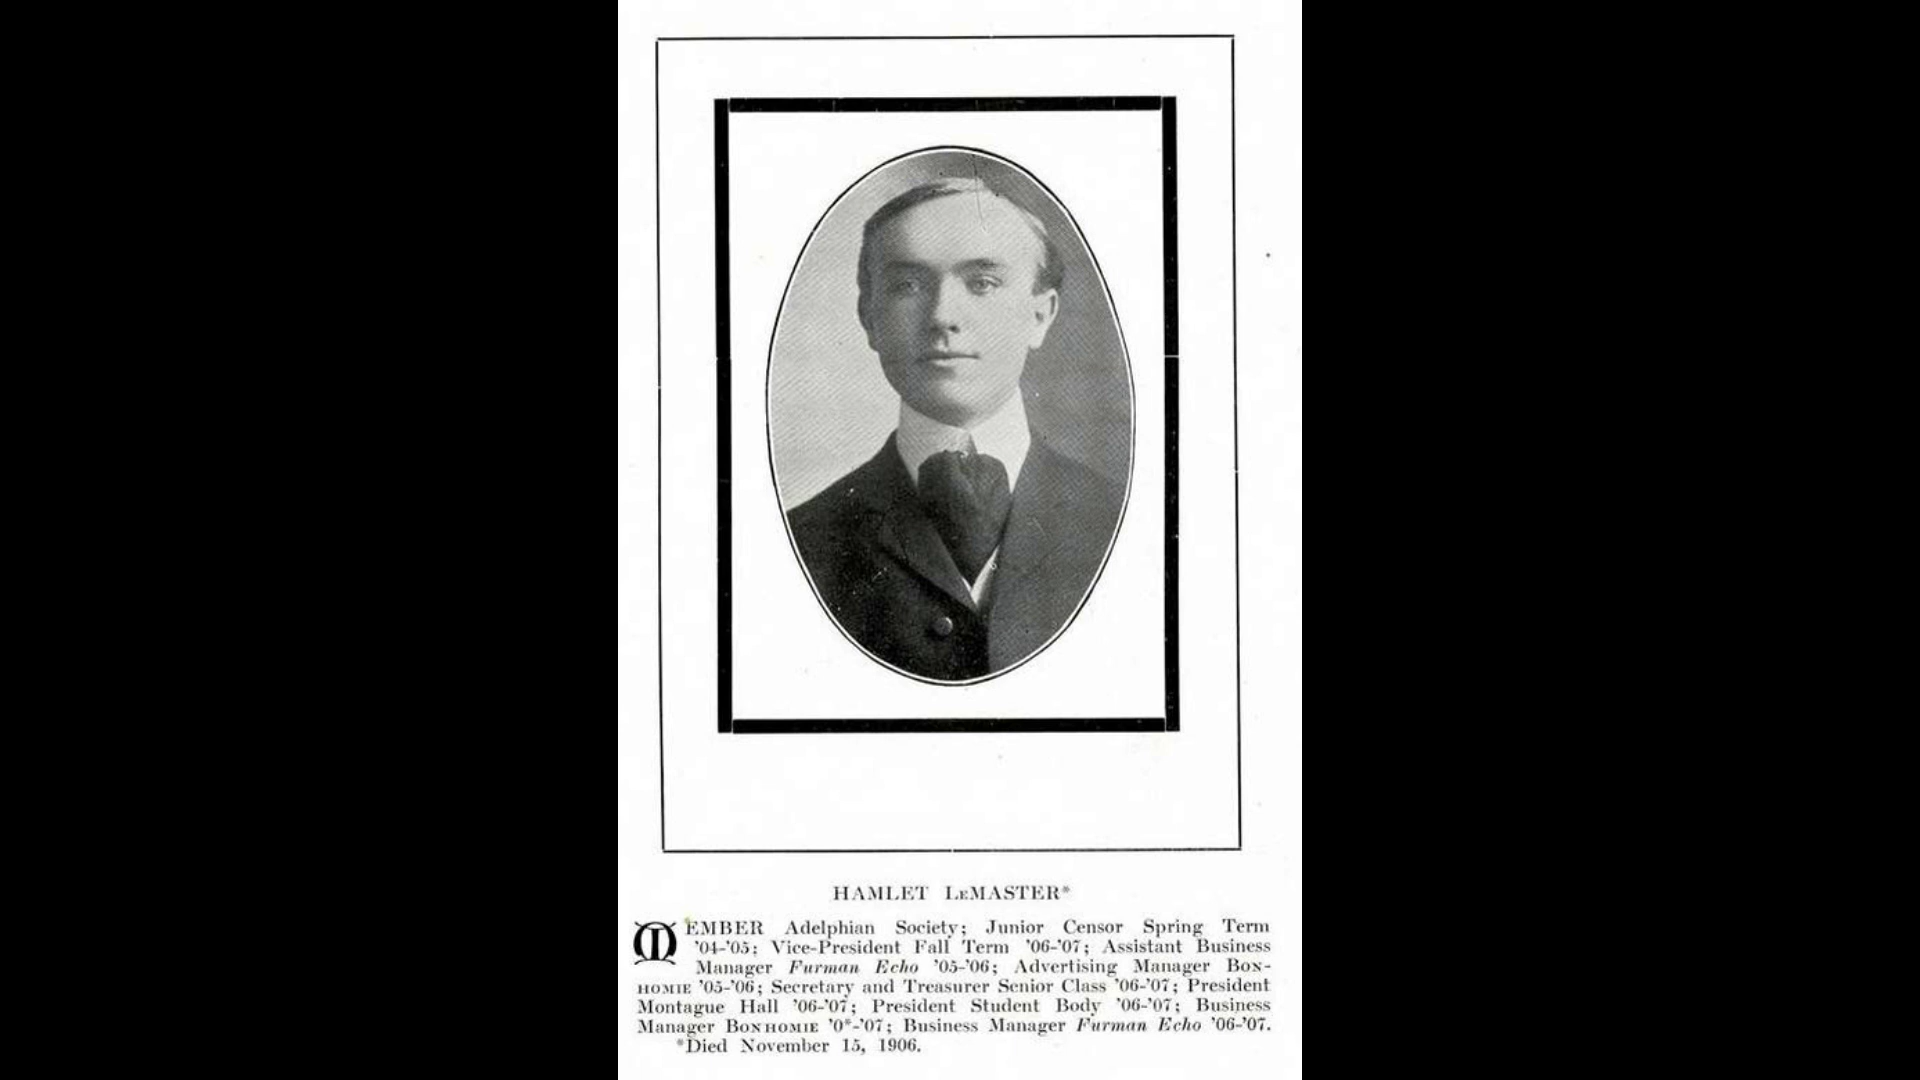 HAMLET LEMASTER*
MEMBER Adelphian Society; Junior Censor Spring Term
'04-'05; Vice-President Fall Term '06-'07; Assistant Business
Manager Furman Echo '05-'06; Advertising Manager BON-
HOMIE '05-'06; Secretary and Treasurer Senior Class '06-'07; President
Montague Hall '06-'07; President Student Body '06-'07; Business
Manager BONHOMIE '0*-'07; Business Manager Furman Echo '06-'07.
*Died November 15, 1906.